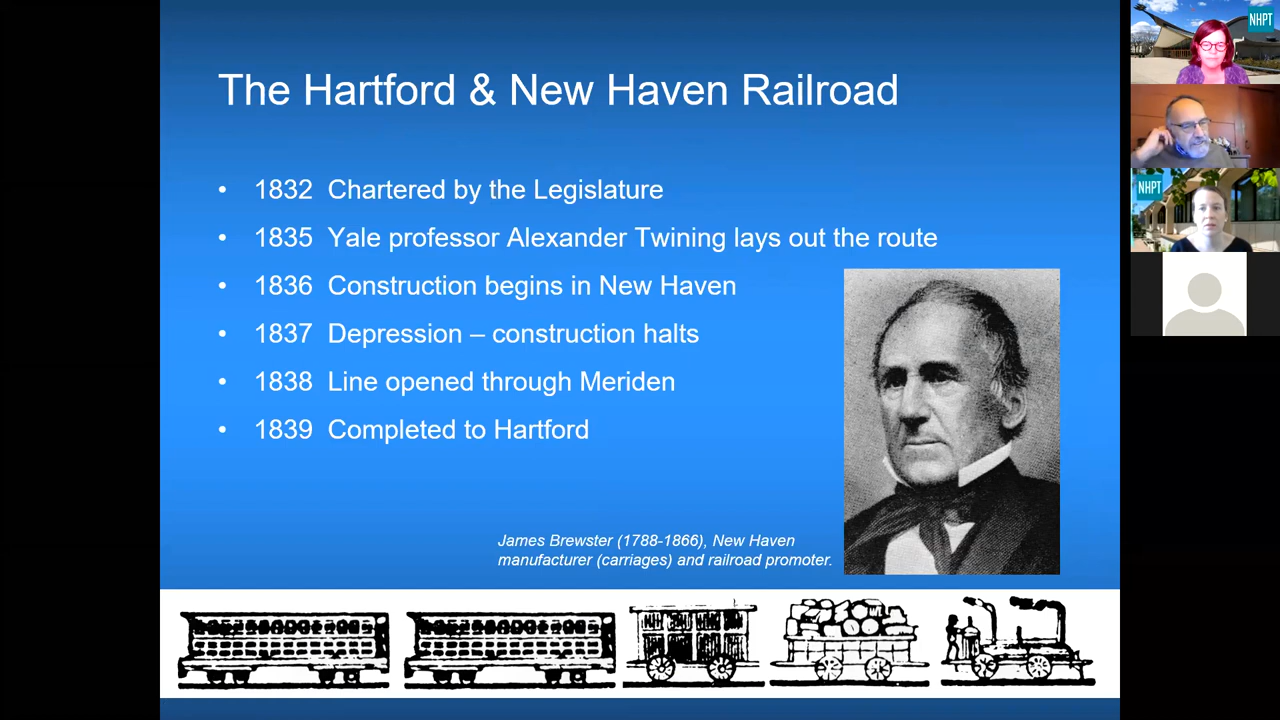 The Hartford & New Haven Railroad
• 1832 Chartered by the Legislature
• 1835 Yale professor Alexander Twining lays out the route
• 1836 Construction begins in New Haven
• 1837 Depression – construction halts
• 1838 Line opened through Meriden
• 1839 Completed to Hartford
James Brewster (1788-1866), New Haven
manufacturer (carriages) and railroad promoter.
NHPT
NHPT